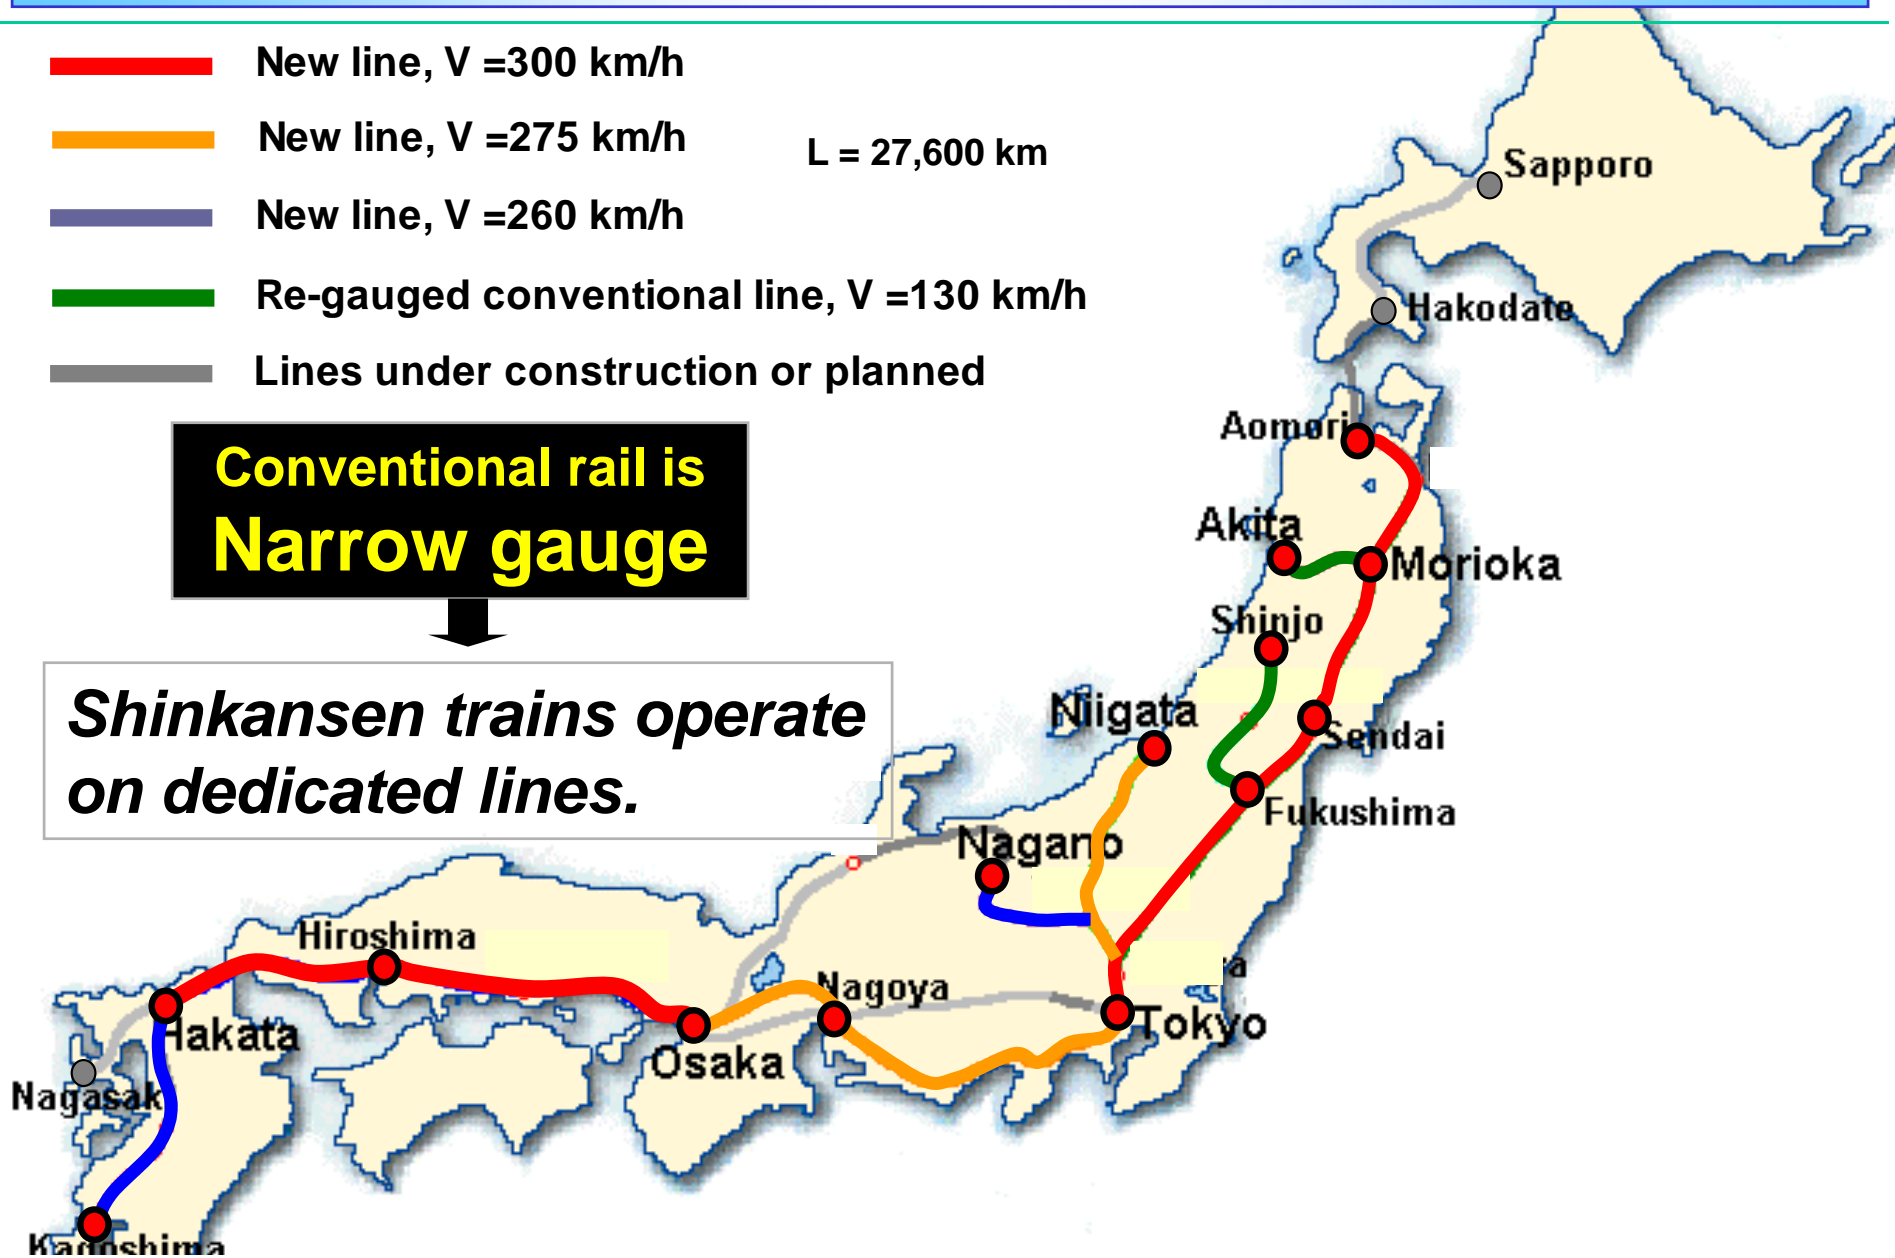 New line, V =300 km/h
New line, V =275 km/h
L = 27,600 km
New line, V =260 km/h
Re-gauged conventional line, V =130 km/h
Lines under construction or planned
Conventional rail is
Narrow gauge
Shinkansen trains operate
on dedicated lines.
Sapporo
Hakodate
Aomori
Akita
Morioka
Shinjo
Niigata
Sendai
Fukushima
Nagano
Hiroshima
Nagoya
a
Hakata
Tokyo
Osaka
Nagasak
Kagoshima